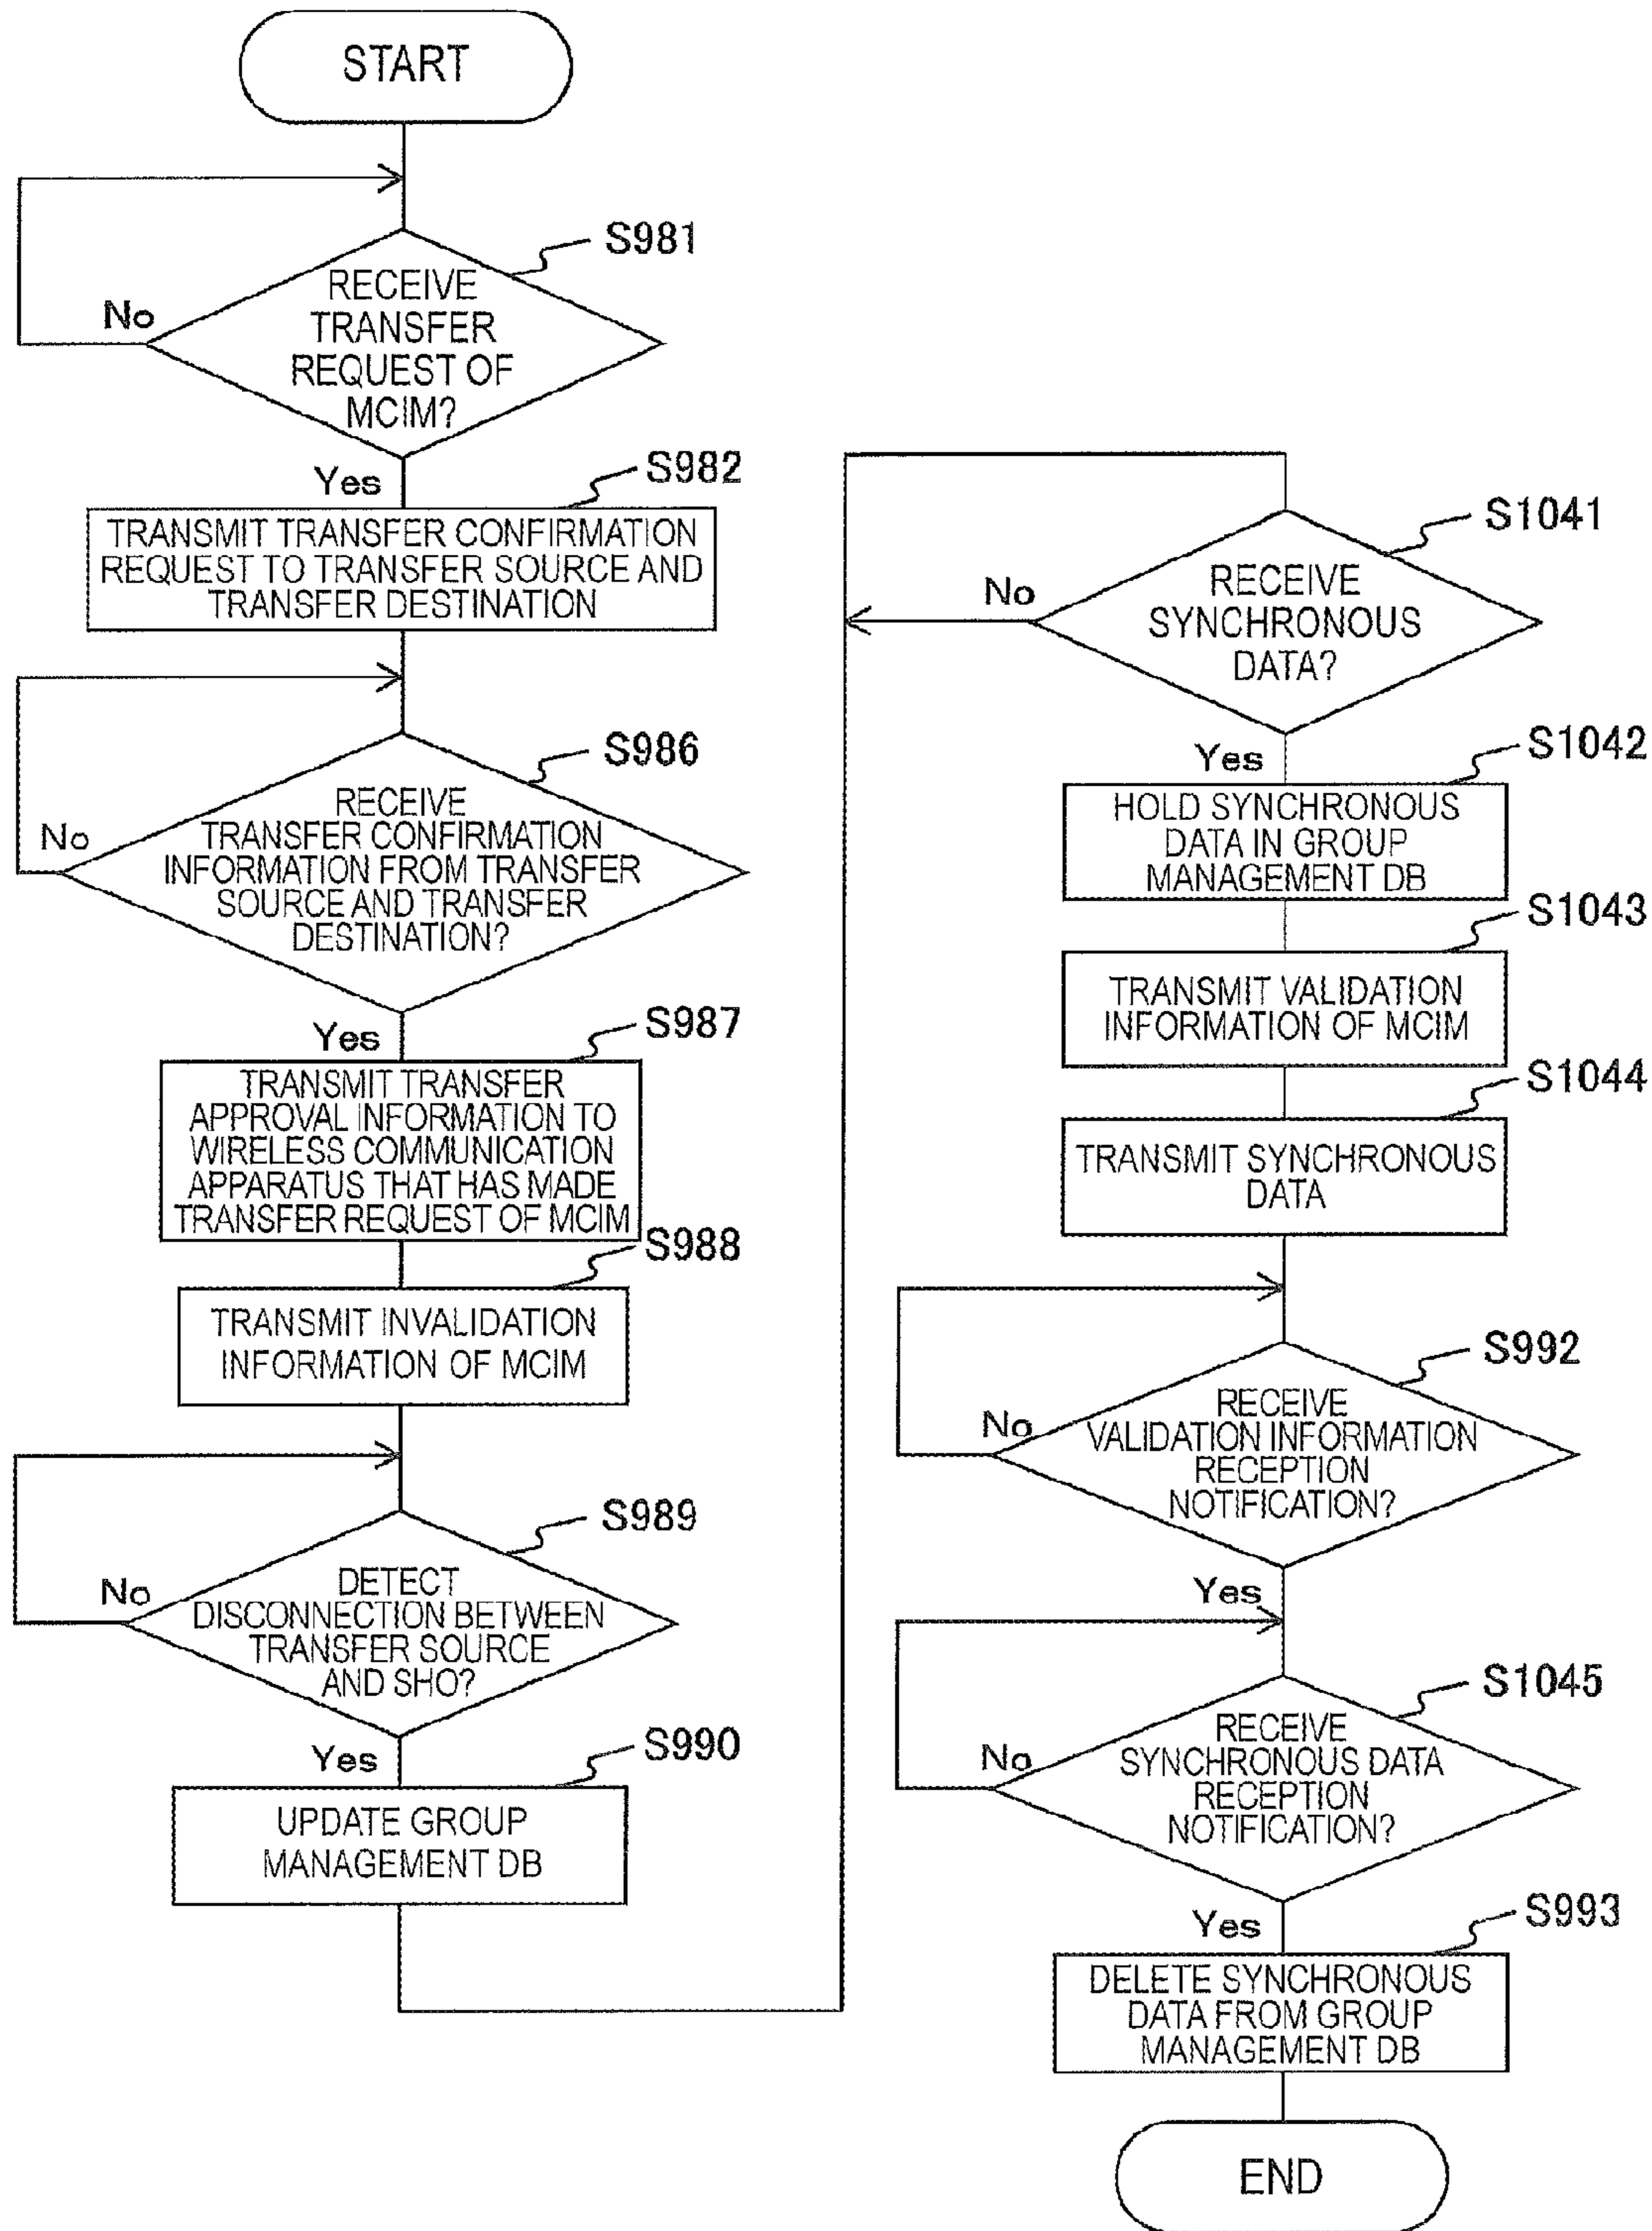 START
S981
RECEIVE
TRANSFER
REQUEST OF
MCIM?
No
Yes
S982
TRANSMIT TRANSFER CONFIRMATION
REQUEST TO TRANSFER SOURCE AND
TRANSFER DESTINATION
S986
RECEIVE
TRANSFER CONFIRMATION
INFORMATION FROM TRANSFER
SOURCE AND TRANSFER
DESTINATION?
No
Yes
S987
TRANSMIT TRANSFER
APPROVAL INFORMATION TO
WIRELESS COMMUNICATION
APPARATUS THAT HAS MADE
TRANSFER REQUEST OF MCIM
S988
TRANSMIT INVALIDATION
INFORMATION OF MCIM
S989
DETECT
DISCONNECTION BETWEEN
TRANSFER SOURCE
AND SHO?
No
Yes
S990
UPDATE GROUP
MANAGEMENT DB
S1041
RECEIVE
SYNCHRONOUS
DATA?
No
Yes
S1042
HOLD SYNCHRONOUS
DATA IN GROUP
MANAGEMENT DB
S1043
TRANSMIT VALIDATION
INFORMATION OF MCIM
S1044
TRANSMIT SYNCHRONOUS
DATA
S992
RECEIVE
VALIDATION INFORMATION
RECEPTION
NOTIFICATION?
No
Yes
S1045
RECEIVE
SYNCHRONOUS DATA
RECEPTION
NOTIFICATION?
No
Yes
S993
DELETE SYNCHRONOUS
DATA FROM GROUP
MANAGEMENT DB
END